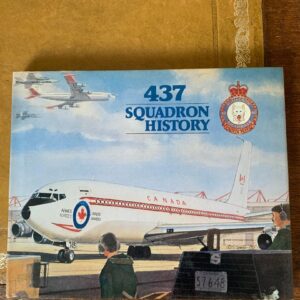 437
SQUADRON
HISTORY
CANADA
57648